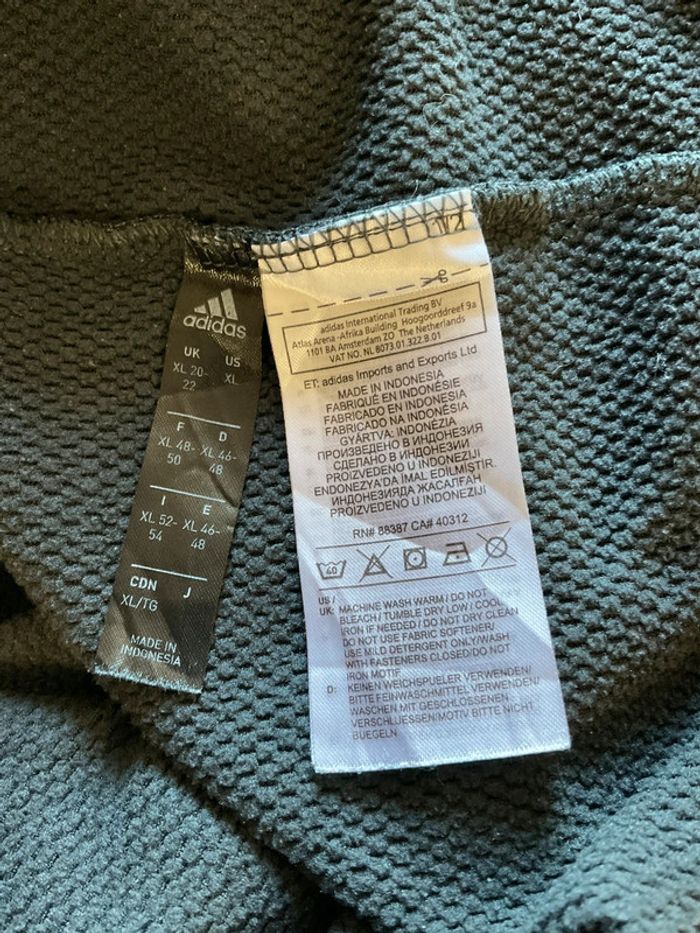 adidas
UK US
XL 20- XL
22
F D
XL 48- XL 46-
50 48
I E
XL 52- XL 46-
54 48
CDN J
XL/TG
MADE IN
INDONESIA
1/2
adidas International Trading BV
Atlas Arena -Afrika Building Hoogoorddreef 9a
1101 BA Amsterdam ZO The Netherlands
VAT NO. NL 8073.01.322.B.01
ET: adidas Imports and Exports Ltd
MADE IN INDONESIA
FABRIQUÉ EN INDONÉSIE
FABRICADO EN INDONESIA
FABRICADO NA INDONÉSIA
GYÁRTVA: INDONÉZIA
ПРОИЗВЕДЕНО В ИНДОНЕЗИЯ
СДЕЛАНО В ИНДОНЕЗИИ
PROIZVEDENO U INDONEZIJI
ENDONEZYA'DA IMAL EDILMIŞTIR.
ИНДОНЕЗИЯДА ЖАСАЛҒАН
PROIZVEDENO U INDONEZIJI
RN# 88387 CA# 40312
40
US / MACHINE WASH WARM / DO NOT
UK: BLEACH / TUMBLE DRY LOW / COOL
IRON IF NEEDED / DO NOT DRY CLEAN
DO NOT USE FABRIC SOFTENER/
USE MILD DETERGENT ONLY/WASH
WITH FASTENERS CLOSED/DO NOT
IRON MOTIF
D: KEINEN WEICHSPUELER VERWENDEN/
BITTE FEINWASCHMITTEL VERWENDEN/
WASCHEN MIT GESCHLOSSENEN
VERSCHLUESSEN/MOTIV BITTE NICHT
BUEGELN